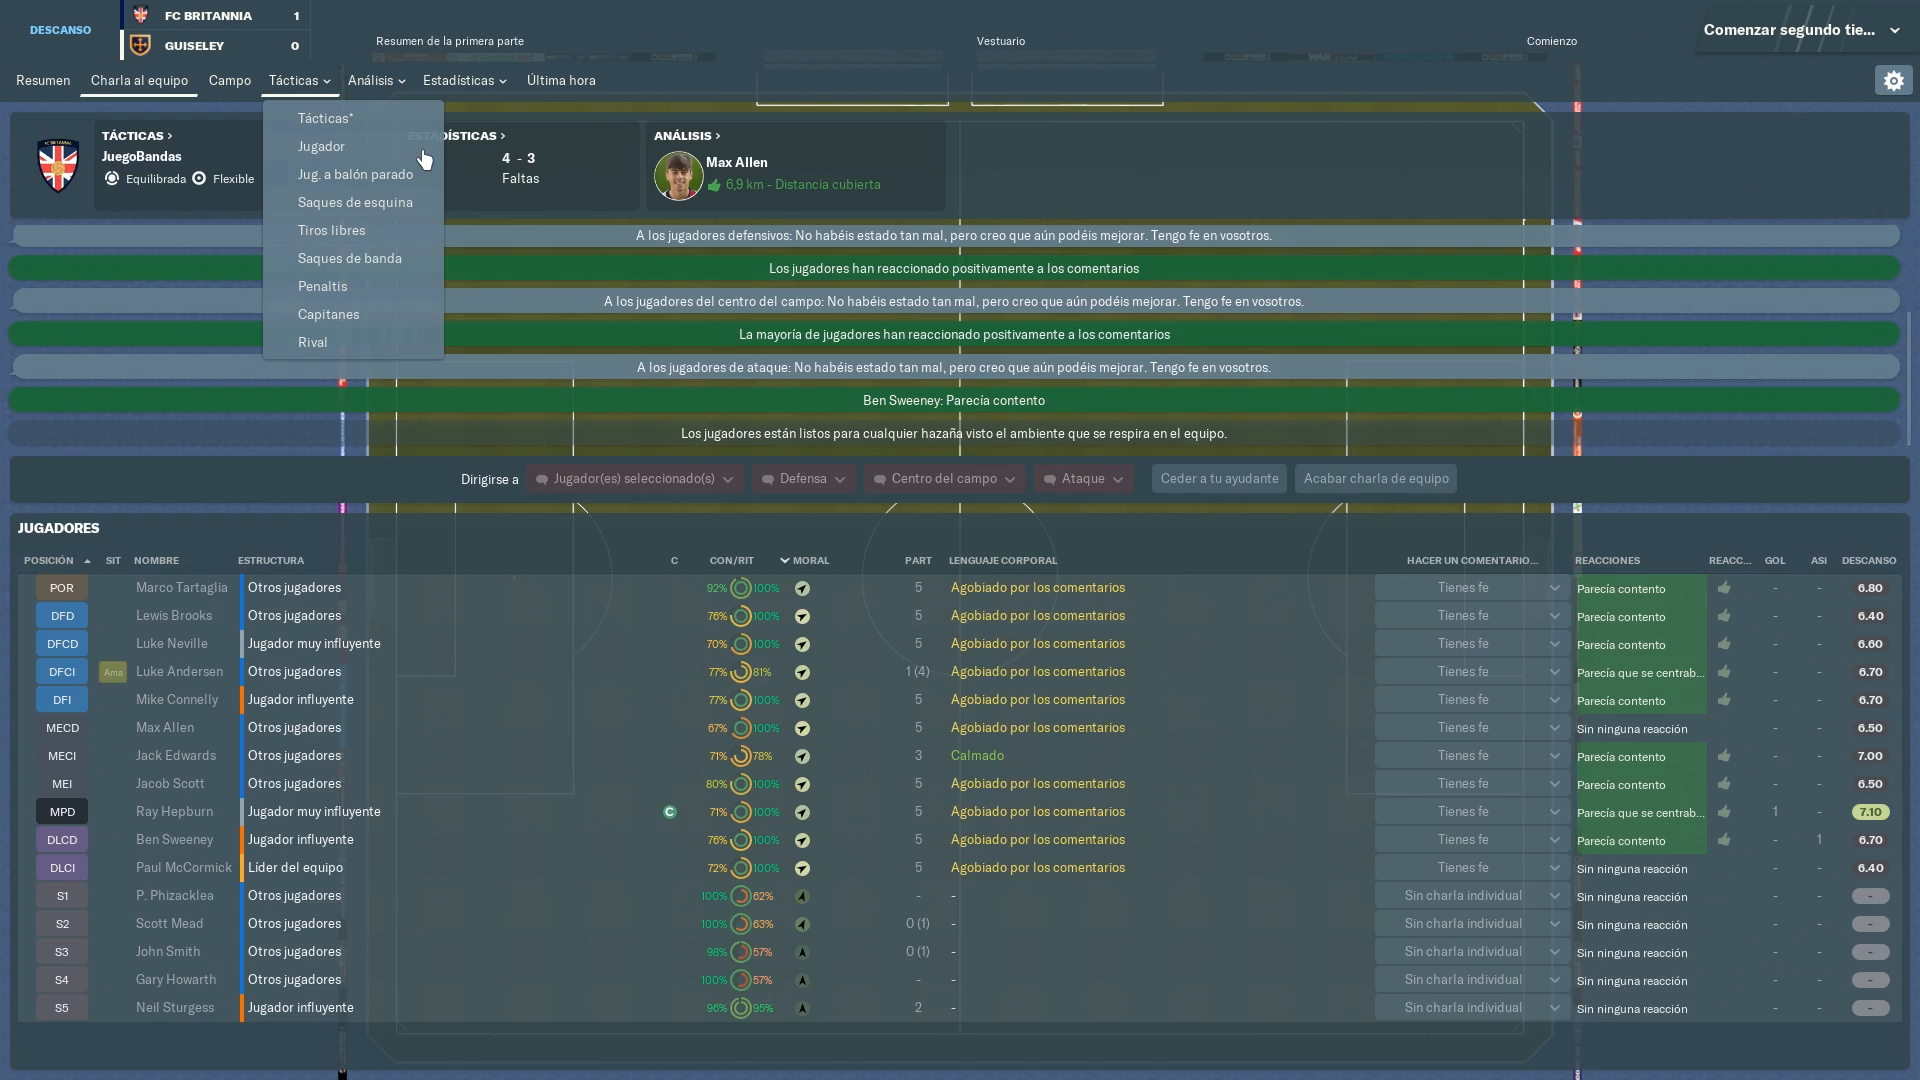 DESCANSO
FC BRITANNIA 1
GUISELEY 0
Resumen de la primera parte
Vestuario
Comienzo
Comenzar segundo tie...
Resumen
Charla al equipo
Campo
Tácticas
Análisis
Estadísticas
Última hora
Tácticas*
Jugador
Jug. a balón parado
Saques de esquina
Tiros libres
Saques de banda
Penaltis
Capitanes
Rival
TÁCTICAS >
JuegoBandas
Equilibrada Flexible
ESTADÍSTICAS >
4 - 3
Faltas
ANÁLISIS >
Max Allen
6,9 km - Distancia cubierta
A los jugadores defensivos: No habéis estado tan mal, pero creo que aún podéis mejorar. Tengo fe en vosotros.
Los jugadores han reaccionado positivamente a los comentarios
A los jugadores del centro del campo: No habéis estado tan mal, pero creo que aún podéis mejorar. Tengo fe en vosotros.
La mayoría de jugadores han reaccionado positivamente a los comentarios
A los jugadores de ataque: No habéis estado tan mal, pero creo que aún podéis mejorar. Tengo fe en vosotros.
Ben Sweeney: Parecía contento
Los jugadores están listos para cualquier hazaña visto el ambiente que se respira en el equipo.
Dirigirse a Jugador(es) seleccionado(s) Defensa Centro del campo Ataque Ceder a tu ayudante Acabar charla de equipo
JUGADORES
POSICIÓN SIT NOMBRE ESTRUCTURA C CON/RIT MORAL PART LENGUAJE CORPORAL HACER UN COMENTARIO... REACCIONES REACC... GOL ASI DESCANSO
POR Marco Tartaglia Otros jugadores 92% 100% 5 Agobiado por los comentarios Tienes fe Parecía contento - - 6.80
DFD Lewis Brooks Otros jugadores 76% 100% 5 Agobiado por los comentarios Tienes fe Parecía contento - - 6.40
DFCD Luke Neville Jugador muy influyente 70% 100% 5 Agobiado por los comentarios Tienes fe Parecía contento - - 6.60
DFCI Ama Luke Andersen Otros jugadores 77% 81% 1 (4) Agobiado por los comentarios Tienes fe Parecía que se centrab... - - 6.70
DFI Mike Connelly Jugador influyente 77% 100% 5 Agobiado por los comentarios Tienes fe Parecía contento - - 6.70
MECD Max Allen Otros jugadores 67% 100% 5 Agobiado por los comentarios Tienes fe Sin ninguna reacción - - 6.50
MECI Jack Edwards Otros jugadores 71% 78% 3 Calmado Tienes fe Parecía contento - - 7.00
MEI Jacob Scott Otros jugadores 80% 100% 5 Agobiado por los comentarios Tienes fe Parecía contento - - 6.50
MPD Ray Hepburn Jugador muy influyente C 71% 100% 5 Agobiado por los comentarios Tienes fe Parecía que se centrab... 1 - 7.10
DLCD Ben Sweeney Jugador influyente 76% 100% 5 Agobiado por los comentarios Tienes fe Parecía contento - 1 6.70
DLCI Paul McCormick Líder del equipo 72% 100% 5 Agobiado por los comentarios Tienes fe Sin ninguna reacción - - 6.40
S1 P. Phizacklea Otros jugadores 100% 62% - - Sin charla individual Sin ninguna reacción - - -
S2 Scott Mead Otros jugadores 100% 63% 0 (1) - Sin charla individual Sin ninguna reacción - - -
S3 John Smith Otros jugadores 98% 57% 0 (1) - Sin charla individual Sin ninguna reacción - - -
S4 Gary Howarth Otros jugadores 100% 57% - - Sin charla individual Sin ninguna reacción - - -
S5 Neil Sturgess Jugador influyente 96% 95% 2 - Sin charla individual Sin ninguna reacción - - -